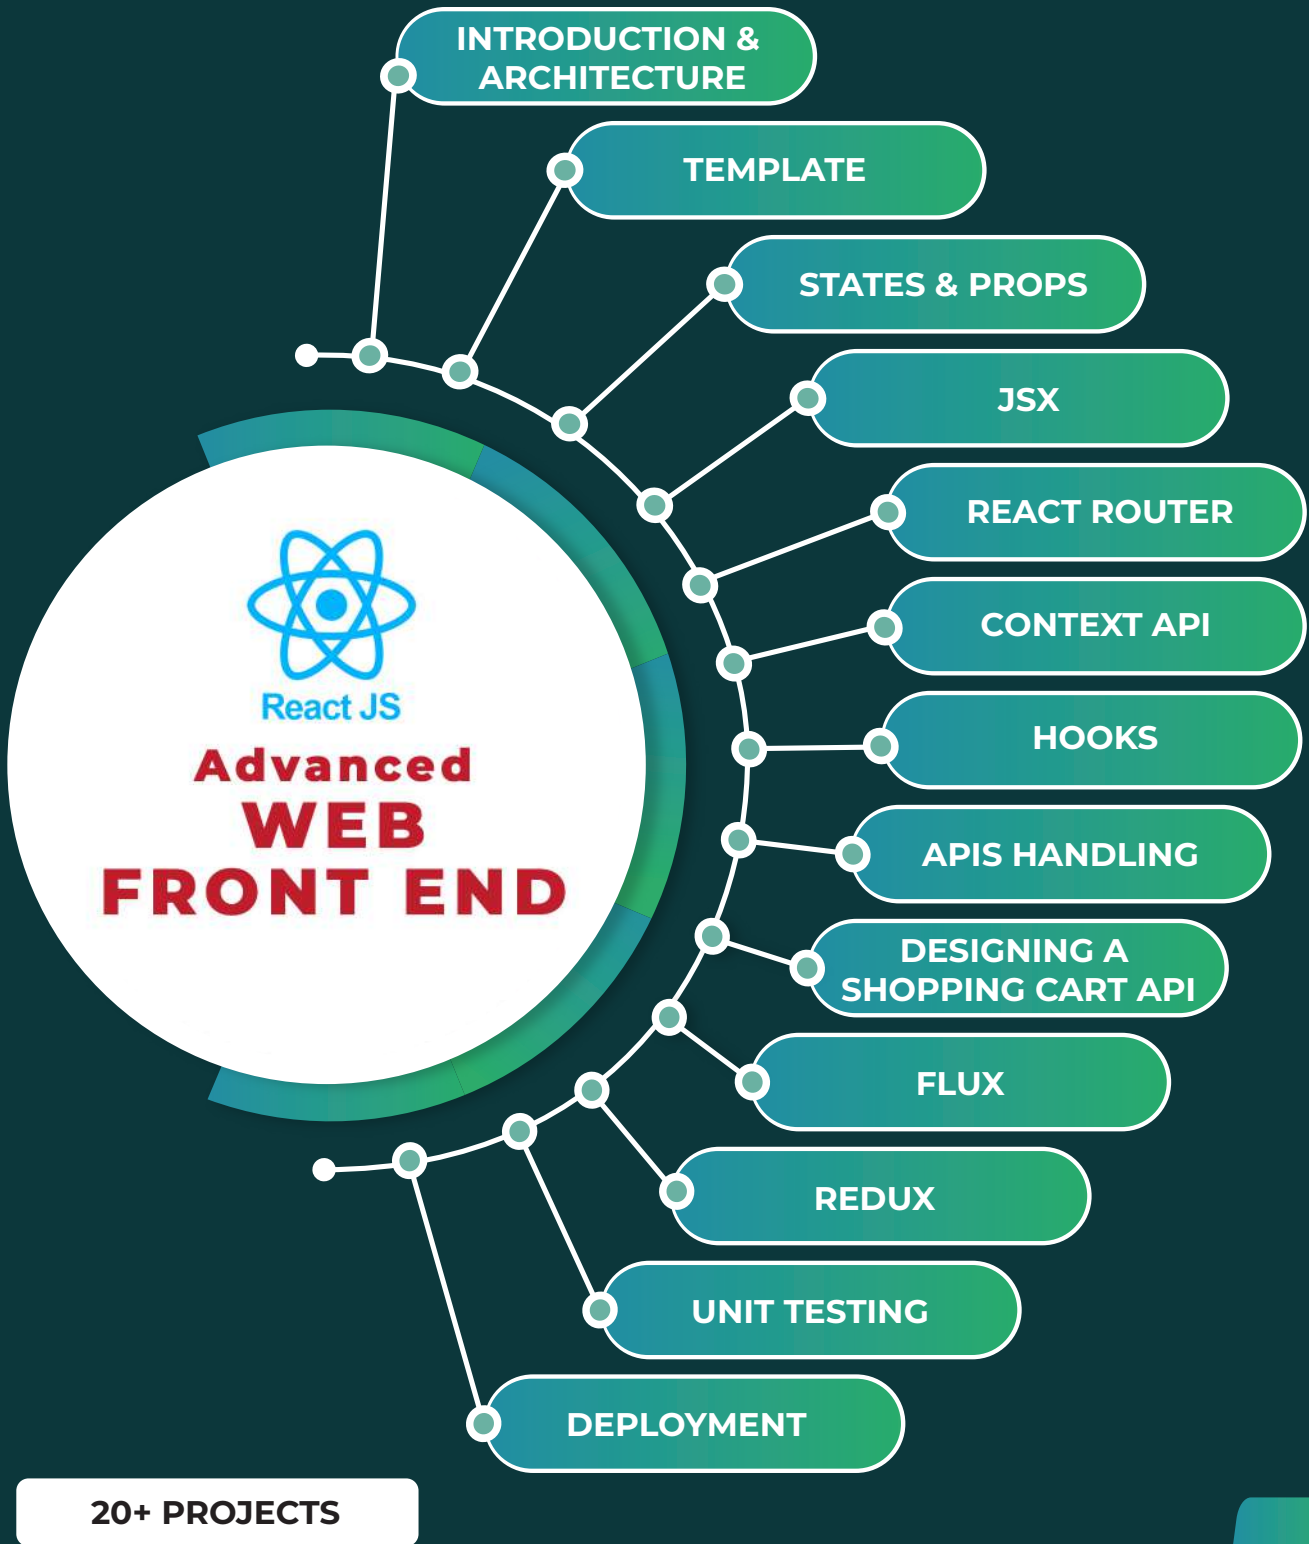 INTRODUCTION &
ARCHITECTURE
TEMPLATE
STATES & PROPS
JSX
REACT ROUTER
CONTEXT API
HOOKS
APIS HANDLING
DESIGNING A
SHOPPING CART API
FLUX
REDUX
UNIT TESTING
DEPLOYMENT
React JS
Advanced
WEB
FRONT END
20+ PROJECTS